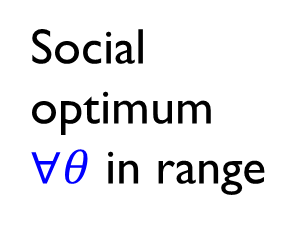 Social
optimum
∀θ in range